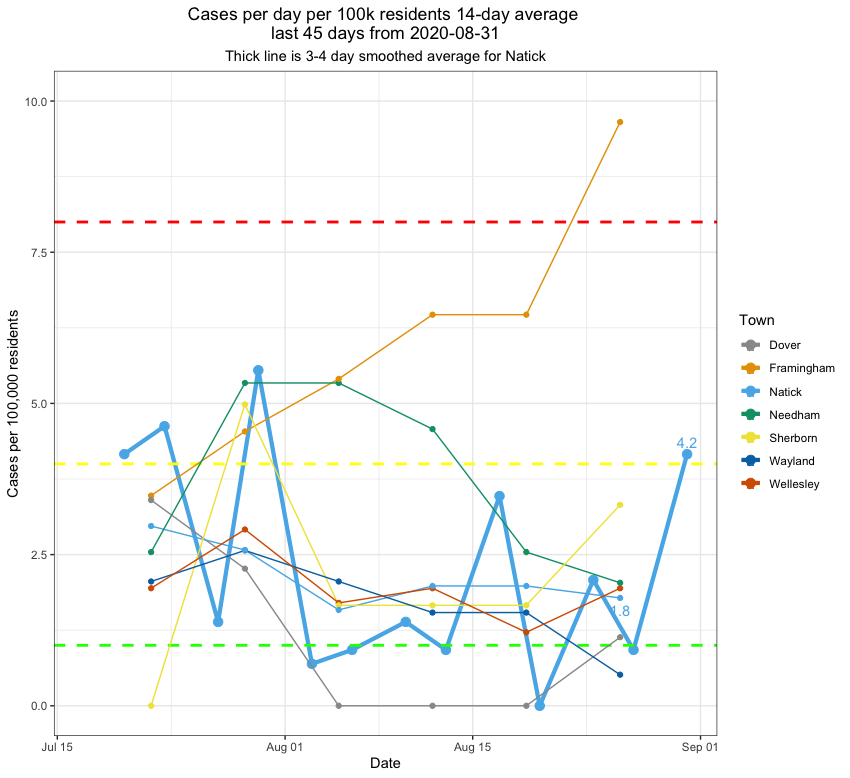 Cases per day per 100k residents 14-day average
last 45 days from 2020-08-31
Thick line is 3-4 day smoothed average for Natick
Cases per 100,000 residents
10.0
7.5
5.0
2.5
0.0
4.2
1.8
Jul 15
Aug 01
Aug 15
Sep 01
Date
Town
Dover
Framingham
Natick
Needham
Sherborn
Wayland
Wellesley